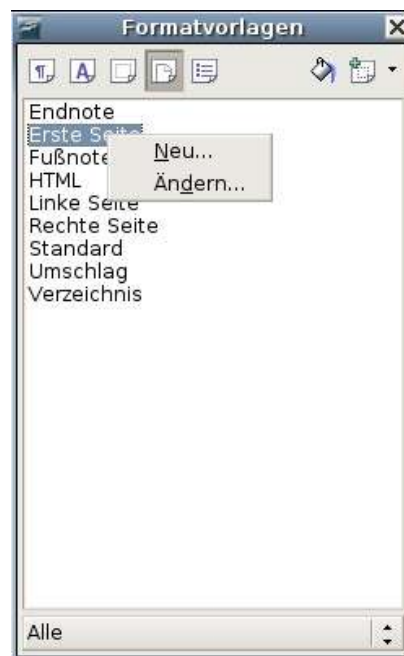 Formatvorlagen
Endnote
Erste Seite
Neu...
Fußnote
Ändern...
HTML
Linke Seite
Rechte Seite
Standard
Umschlag
Verzeichnis
Alle